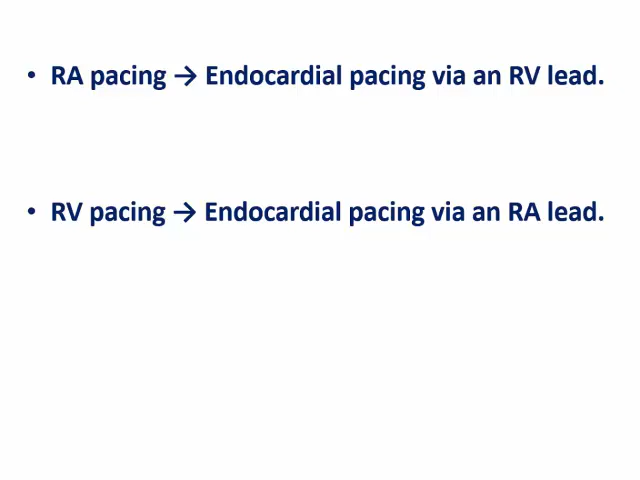 • RA pacing → Endocardial pacing via an RV lead.
• RV pacing → Endocardial pacing via an RA lead.